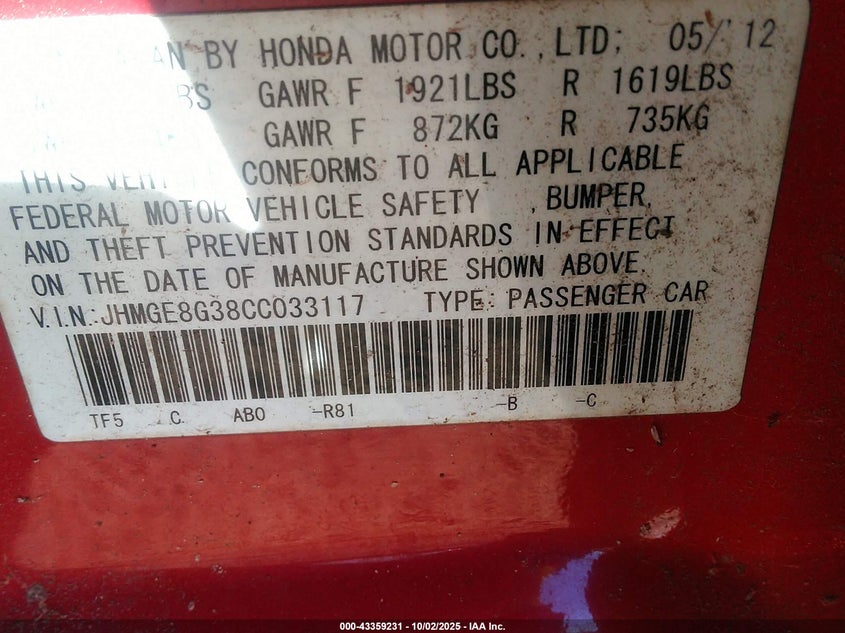 BY HONDA MOTOR CO.,LTD; 05/'12
GAWR F 1921LBS R 1619LBS
GAWR F 872KG R 735KG
THIS CONFORMS TO ALL APPLICABLE
FEDERAL MOTOR VEHICLE SAFETY ,BUMPER,
AND THEFT PREVENTION STANDARDS IN EFFECT
ON THE DATE OF MANUFACTURE SHOWN ABOVE.
V.I.N.:JHMGE8G38CC033117 TYPE: PASSENGER CAR
TF5 C AB0 -R81 -B -C
000-43359231 - 10/02/2025 - IAA Inc.